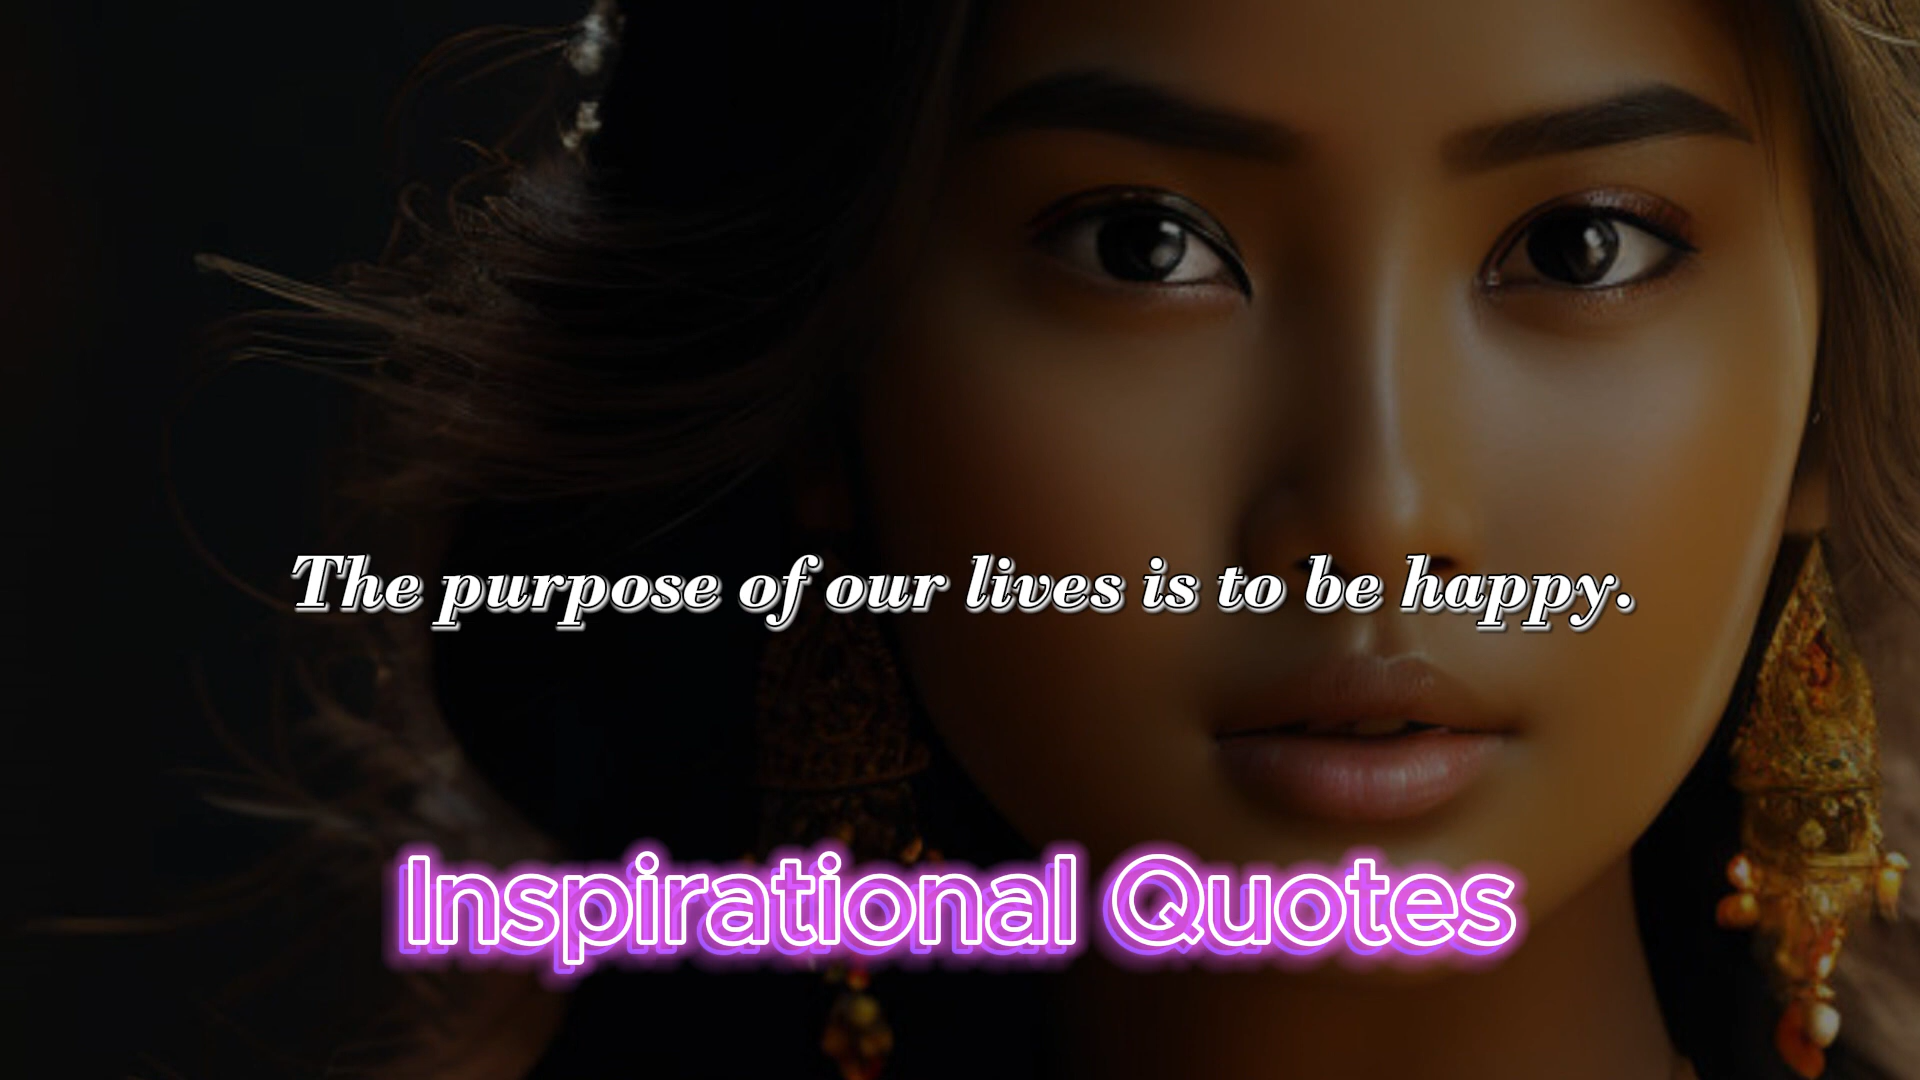 The purpose of our lives is to be happy.
Inspirational Quotes